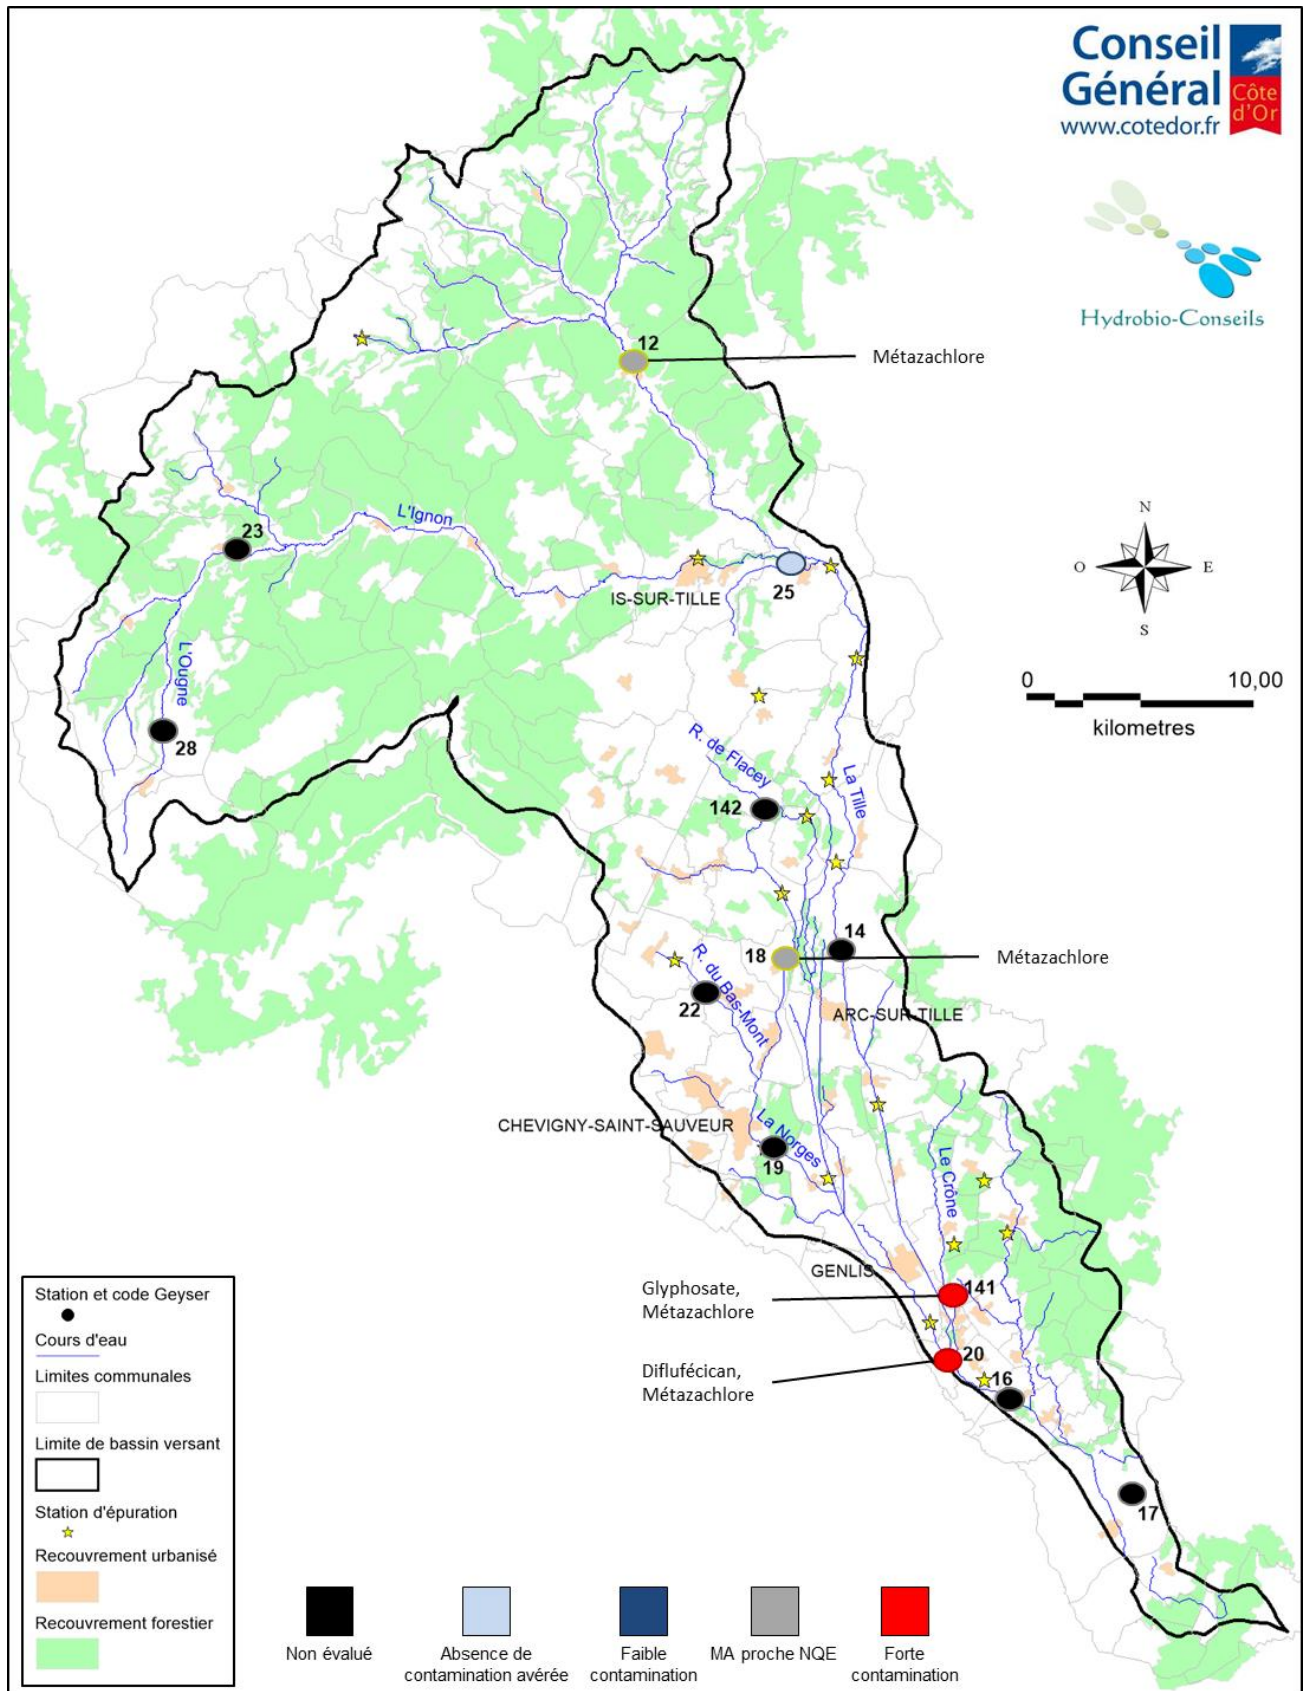 Conseil
Général
Côte
d'Or
www.cotedor.fr
Hydrobio-Conseils
12
Métazachlore
N
O
E
S
23
L'Ignon
25
IS-SUR-TILLE
0
10,00
kilometres
L'Ougne
28
R. de Flacey
La Tille
142
14
18
Métazachlore
R. du Bas-Mont
22
ARC-SUR-TILLE
CHEVIGNY-SAINT-SAUVEUR
La Norges
19
Le Crône
GENLIS
Glyphosate,
Métazachlore
141
Diflufécican,
Métazachlore
20
16
17
Station et code Geyser
Cours d'eau
Limites communales
Limite de bassin versant
Station d'épuration
Recouvrement urbanisé
Recouvrement forestier
Non évalué
Absence de
contamination avérée
Faible
contamination
MA proche NQE
Forte
contamination